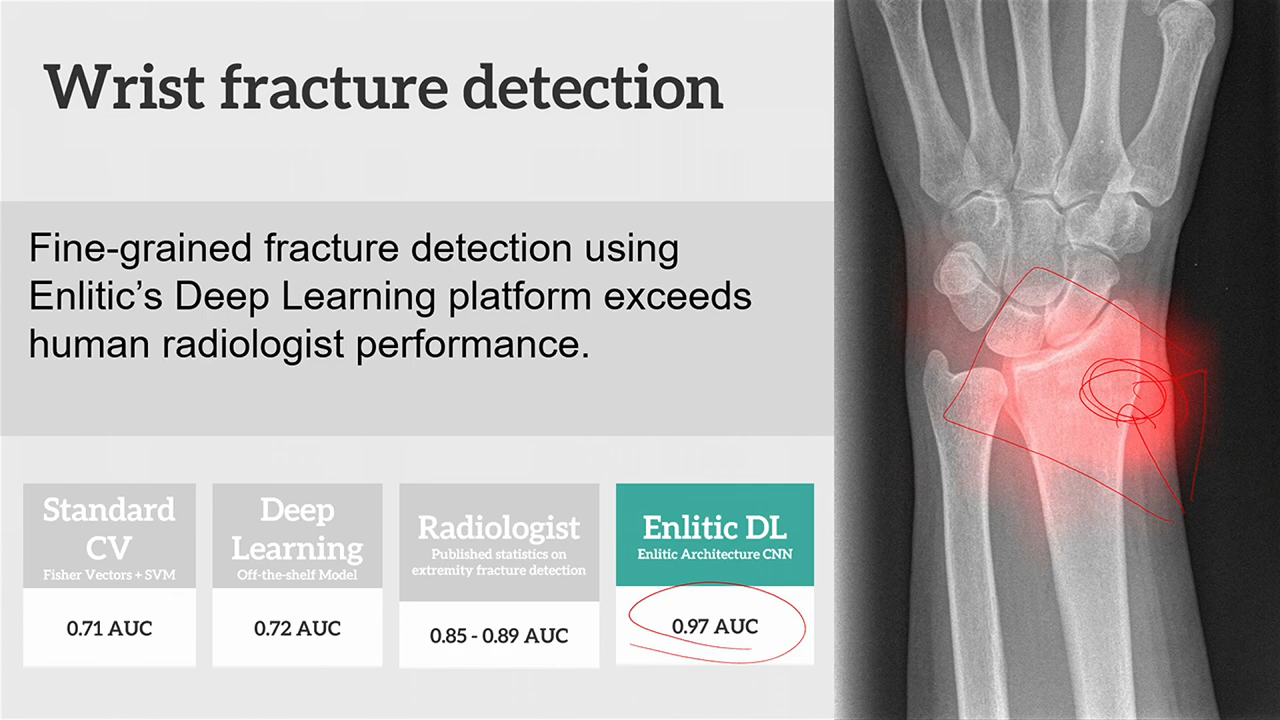 Wrist fracture detection
Fine-grained fracture detection using
Enlitic’s Deep Learning platform exceeds
human radiologist performance.
Standard
CV
Fisher Vectors + SVM
0.71 AUC
Deep
Learning
Off-the-shelf Model
0.72 AUC
Radiologist
Published statistics on
extremity fracture detection
0.85 - 0.89 AUC
Enlitic DL
Enlitic Architecture CNN
0.97 AUC